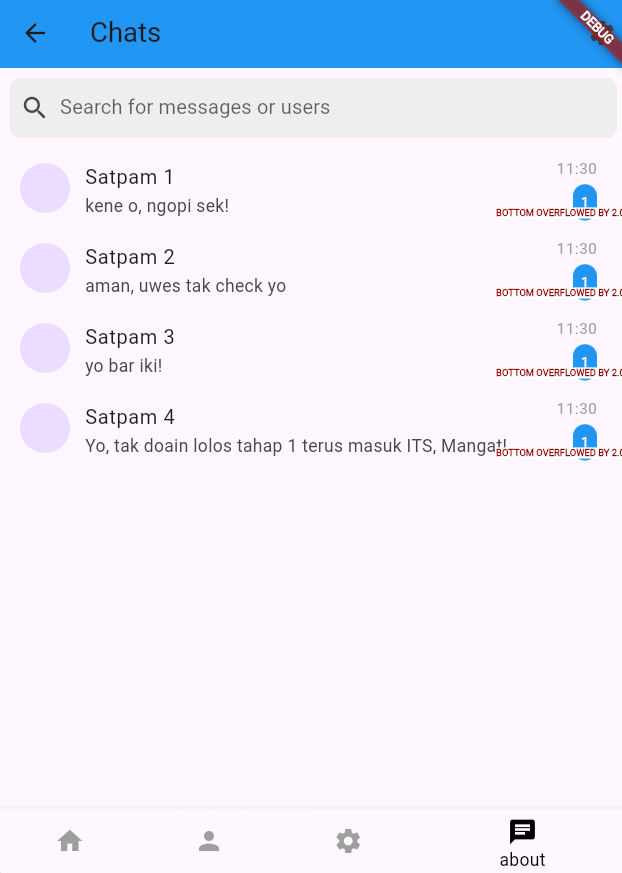 Chats
DEBUG
Search for messages or users
Satpam 1
11:30
kene o, ngopi sek!
1
BOTTOM OVERFLOWED BY 2.0
Satpam 2
11:30
aman, uwes tak check yo
1
BOTTOM OVERFLOWED BY 2.0
Satpam 3
11:30
yo bar iki!
1
BOTTOM OVERFLOWED BY 2.0
Satpam 4
11:30
Yo, tak doain lolos tahap 1 terus masuk ITS, Mangat!
1
BOTTOM OVERFLOWED BY 2.0
about